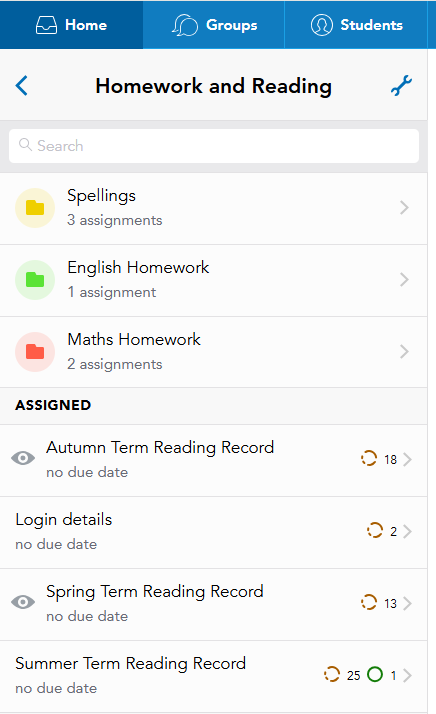 Home Groups Students
Homework and Reading
Search
Spellings
3 assignments
English Homework
1 assignment
Maths Homework
2 assignments
ASSIGNED
Autumn Term Reading Record
no due date
18
Login details
no due date
2
Spring Term Reading Record
no due date
13
Summer Term Reading Record
no due date
25 1